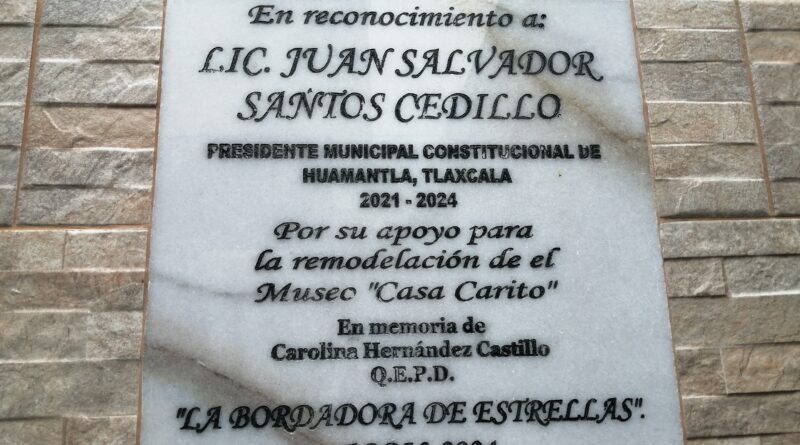 En reconocimiento a:
LIC. JUAN SALVADOR
SANTOS CEDILLO
PRESIDENTE MUNICIPAL CONSTITUCIONAL DE
HUAMANTLA, TLAXCALA
2021 - 2024
Por su apoyo para
la remodelación de el
Museo "Casa Carito"
En memoria de
Carolina Hernández Castillo
Q.E.P.D.
"LA BORDADORA DE ESTRELLAS".